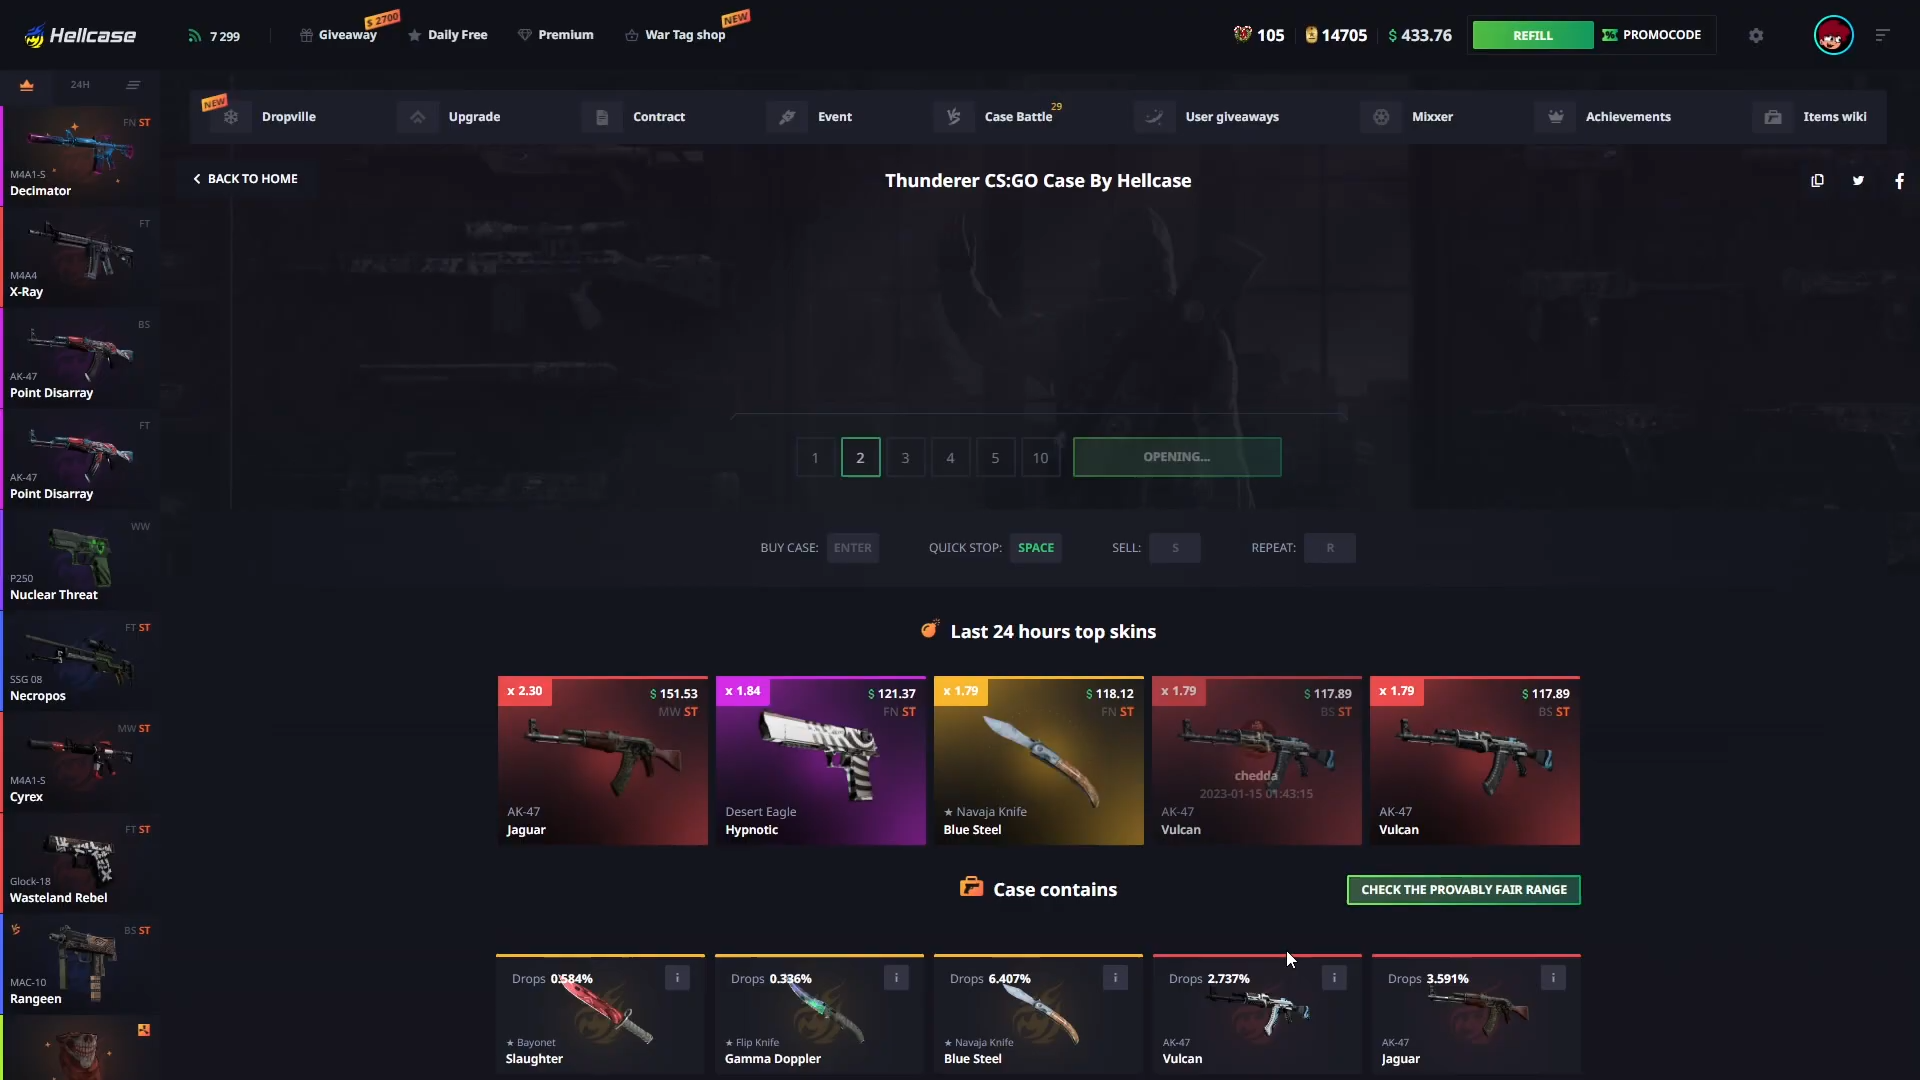 Hellcase
7 299
Giveaway
$ 2700
Daily Free
Premium
War Tag shop
NEW
105
14705
$ 433.76
REFILL
PROMOCODE
24H
NEW
Dropville
Upgrade
Contract
Event
Case Battle
29
User giveaways
Mixxer
Achievements
Items wiki
BACK TO HOME
Thunderer CS:GO Case By Hellcase
FN ST
M4A1-S
Decimator
FT
M4A4
X-Ray
BS
AK-47
Point Disarray
FT
AK-47
Point Disarray
WW
P250
Nuclear Threat
FT ST
SSG 08
Necropos
MW ST
M4A1-S
Cyrex
FT ST
Glock-18
Wasteland Rebel
BS ST
MAC-10
Rangeen
1
2
3
4
5
10
OPENING...
BUY CASE: ENTER
QUICK STOP: SPACE
SELL: S
REPEAT: R
Last 24 hours top skins
x 2.30
$ 151.53
MW ST
AK-47
Jaguar
x 1.84
$ 121.37
FN ST
Desert Eagle
Hypnotic
x 1.79
$ 118.12
FN ST
★ Navaja Knife
Blue Steel
x 1.79
$ 117.89
BS ST
chedda
2023-01-15 01:43:15
AK-47
Vulcan
x 1.79
$ 117.89
BS ST
AK-47
Vulcan
Case contains
CHECK THE PROVABLY FAIR RANGE
Drops 0.584%
i
★ Bayonet
Slaughter
Drops 0.336%
i
★ Flip Knife
Gamma Doppler
Drops 6.407%
i
★ Navaja Knife
Blue Steel
Drops 2.737%
i
AK-47
Vulcan
Drops 3.591%
i
AK-47
Jaguar